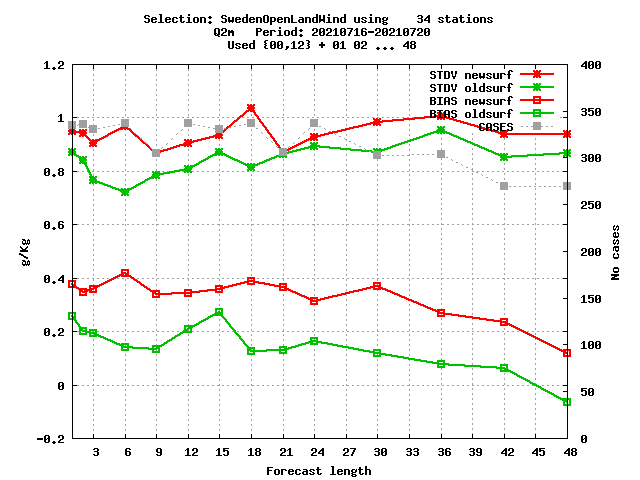 Selection: SwedenOpenLandWind using    34 stations
Q2m   Period: 20210716-20210720
Used {00,12} + 01 02 ... 48
STDV newsurf
STDV oldsurf
BIAS newsurf
BIAS oldsurf
CASES
1.2
1
0.8
0.6
0.4
0.2
0
-0.2
g/Kg
400
350
300
250
200
150
100
50
0
No cases
3 6 9 12 15 18 21 24 27 30 33 36 39 42 45 48
Forecast length